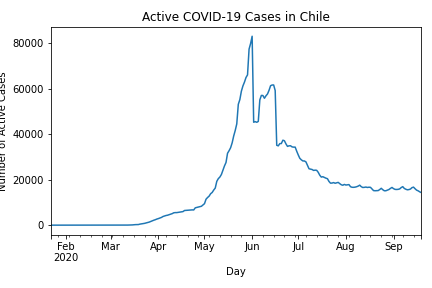 Active COVID-19 Cases in Chile
Number of Active Cases
80000
60000
40000
20000
0
Feb Mar Apr May Jun Jul Aug Sep
2020
Day